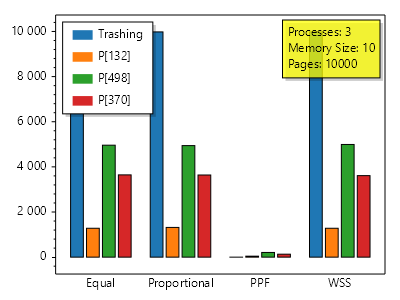 10 000
8 000
6 000
4 000
2 000
0
Trashing
P[132]
P[498]
P[370]
Processes: 3
Memory Size: 10
Pages: 10000
Equal
Proportional
PPF
WSS